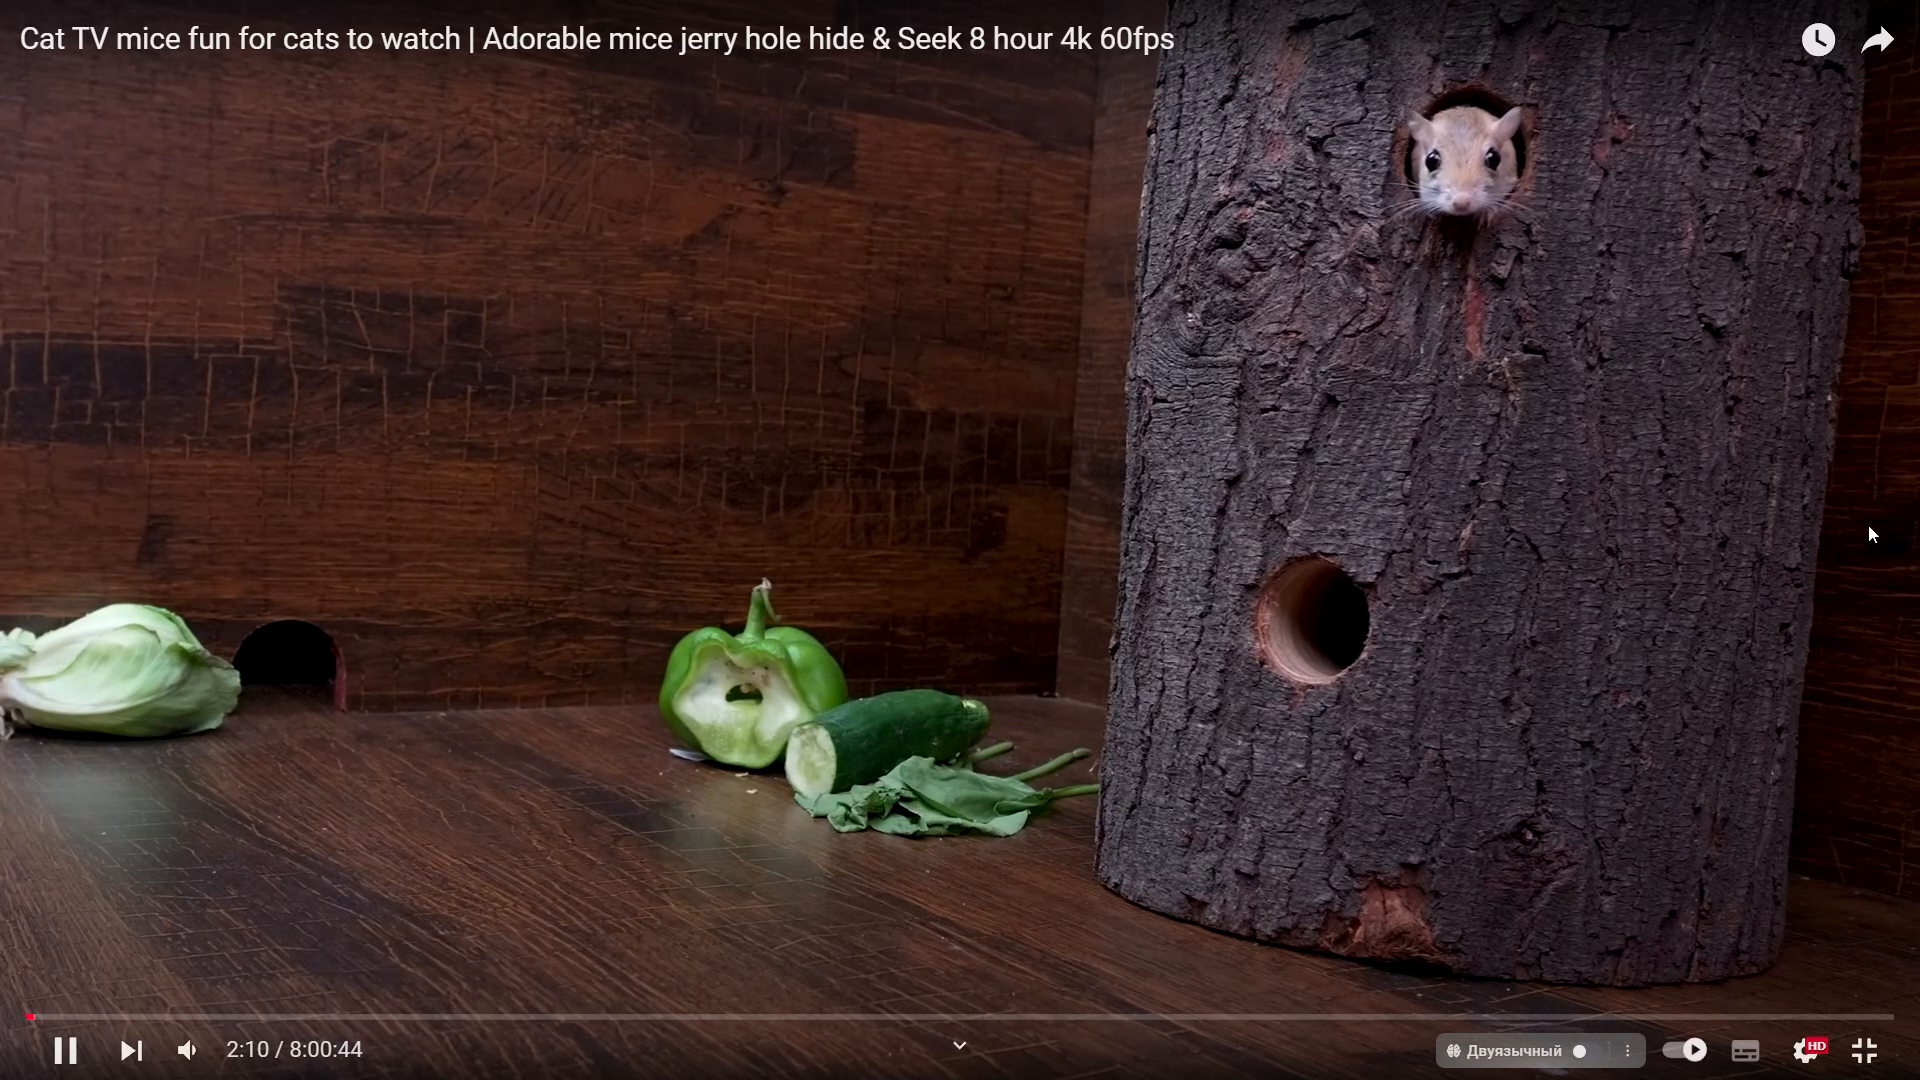 Cat TV mice fun for cats to watch | Adorable mice jerry hole hide & Seek 8 hour 4k 60fps
2:10 / 8:00:44
Двуязычный
HD